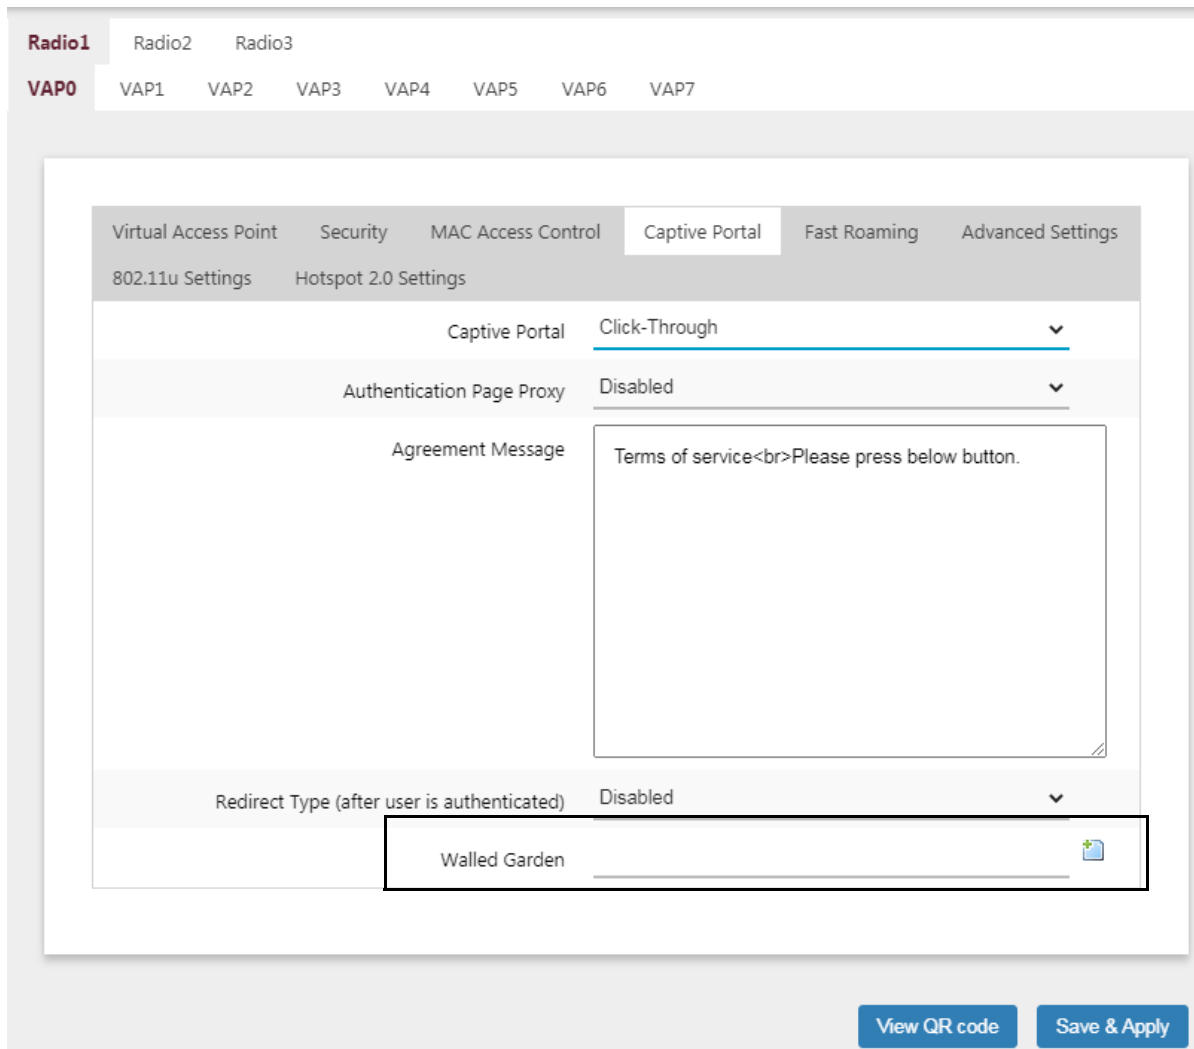 Radio1 Radio2 Radio3
VAP0 VAP1 VAP2 VAP3 VAP4 VAP5 VAP6 VAP7
Virtual Access Point Security MAC Access Control Captive Portal Fast Roaming Advanced Settings
802.11u Settings Hotspot 2.0 Settings
Captive Portal Click-Through
Authentication Page Proxy Disabled
Agreement Message Terms of service<br>Please press below button.
Redirect Type (after user is authenticated) Disabled
Walled Garden
View QR code Save & Apply